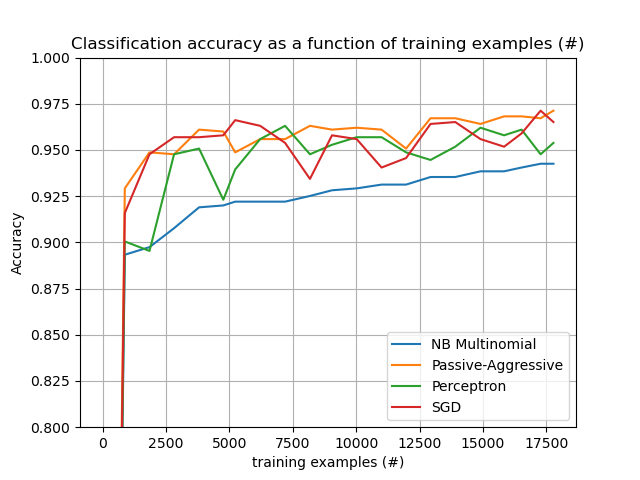 Classification accuracy as a function of training examples (#)
1.000
0.975
0.950
0.925
0.900
0.875
0.850
0.825
0.800
Accuracy
NB Multinomial
Passive-Aggressive
Perceptron
SGD
0 2500 5000 7500 10000 12500 15000 17500
training examples (#)